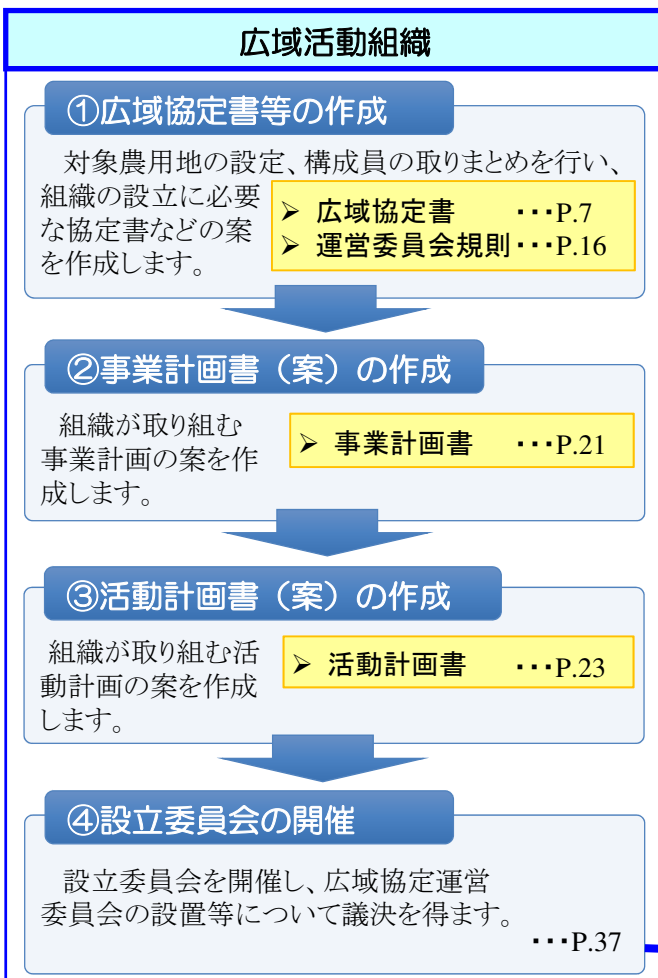 広域活動組織
①広域協定書等の作成
対象農用地の設定、構成員の取りまとめを行い、
組織の設立に必要
な協定書などの案
を作成します。
➢ 広域協定書 ・・・P.7
➢ 運営委員会規則・・・P.16
②事業計画書（案）の作成
組織が取り組む
事業計画の案を作
成します。
➢ 事業計画書 ・・・P.21
③活動計画書（案）の作成
組織が取り組む活
動計画の案を作成
します。
➢ 活動計画書 ・・・P.23
④設立委員会の開催
設立委員会を開催し、広域協定運営
委員会の設置等について議決を得ます。
・・・P.37